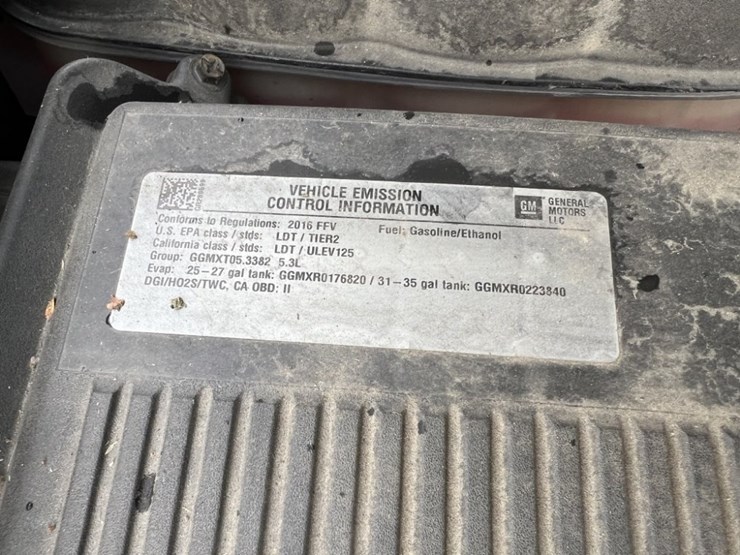 VEHICLE EMISSION
CONTROL INFORMATION
GM
GENERAL
MOTORS
LLC
Conforms to Regulations: 2016 FFV Fuel: Gasoline/Ethanol
U.S. EPA class / stds: LDT / TIER2
California class / stds: LDT / ULEV125
Group: GGMXT05.3382 5.3L
Evap: 25-27 gal tank: GGMXR0176820 / 31-35 gal tank: GGMXR0223840
DGI/HO2S/TWC, CA OBD: II